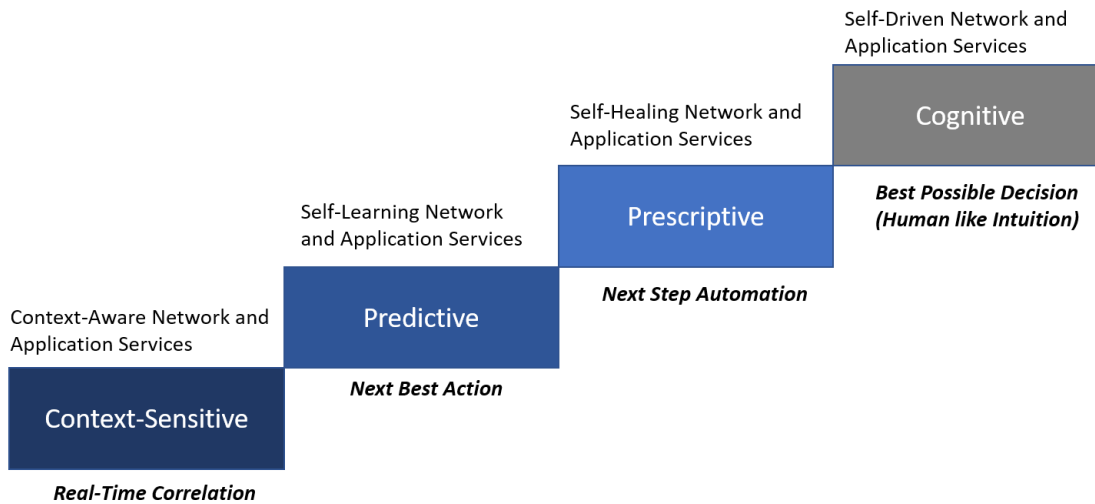 Self-Driven Network and
Application Services
Cognitive
Best Possible Decision
(Human like Intuition)
Self-Healing Network and
Application Services
Prescriptive
Next Step Automation
Self-Learning Network
and Application Services
Predictive
Next Best Action
Context-Aware Network and
Application Services
Context-Sensitive
Real-Time Correlation